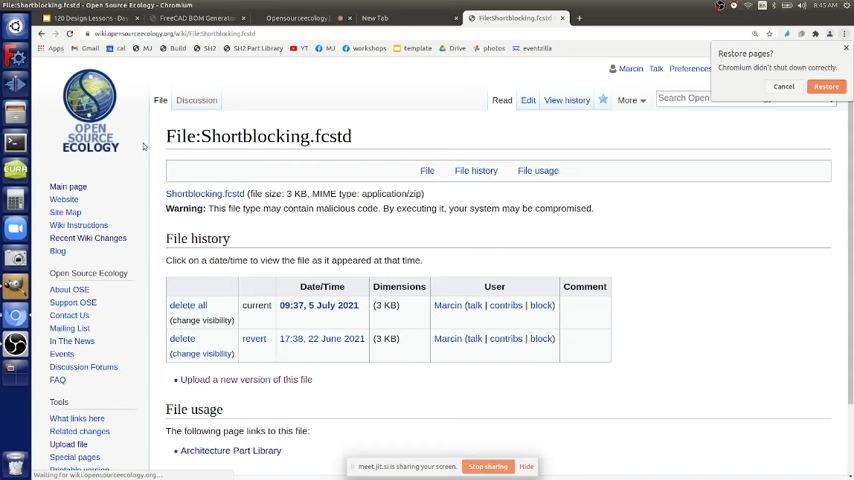 File:Shortblocking.fcstd - Open Source Ecology - Chromium
8:45 AM
120 Design Lessons - Day
FreeCAD BOM Generator
Opensourceecology |
New Tab
File:Shortblocking.fcstd
wiki.opensourceecology.org/wiki/File:Shortblocking.fcstd
Apps Gmail cal MJ Build SH2 SH2 Part Library YT MJ workshops template Drive photos eventzilla
Restore pages?
Chromium didn't shut down correctly.
Cancel Restore
Marcin Talk Preferences
File Discussion Read Edit View history More Search Open
OPEN
SOURCE
ECOLOGY
File:Shortblocking.fcstd
File File history File usage
Shortblocking.fcstd (file size: 3 KB, MIME type: application/zip)
Warning: This file type may contain malicious code. By executing it, your system may be compromised.
File history
Click on a date/time to view the file as it appeared at that time.
Date/Time Dimensions User Comment
delete all current 09:37, 5 July 2021 (3 KB) Marcin (talk | contribs | block)
(change visibility)
delete revert 17:38, 22 June 2021 (3 KB) Marcin (talk | contribs | block)
(change visibility)
Upload a new version of this file
File usage
The following page links to this file:
Architecture Part Library
Main page
Website
Site Map
Wiki Instructions
Recent Wiki Changes
Blog
Open Source Ecology
About OSE
Support OSE
Contact Us
Mailing List
In The News
Events
Discussion Forums
FAQ
Tools
What links here
Related changes
Upload file
Special pages
Printable version
Waiting for wiki.opensourceecology.org...
meet.jit.si is sharing your screen. Stop sharing Hide
CURA